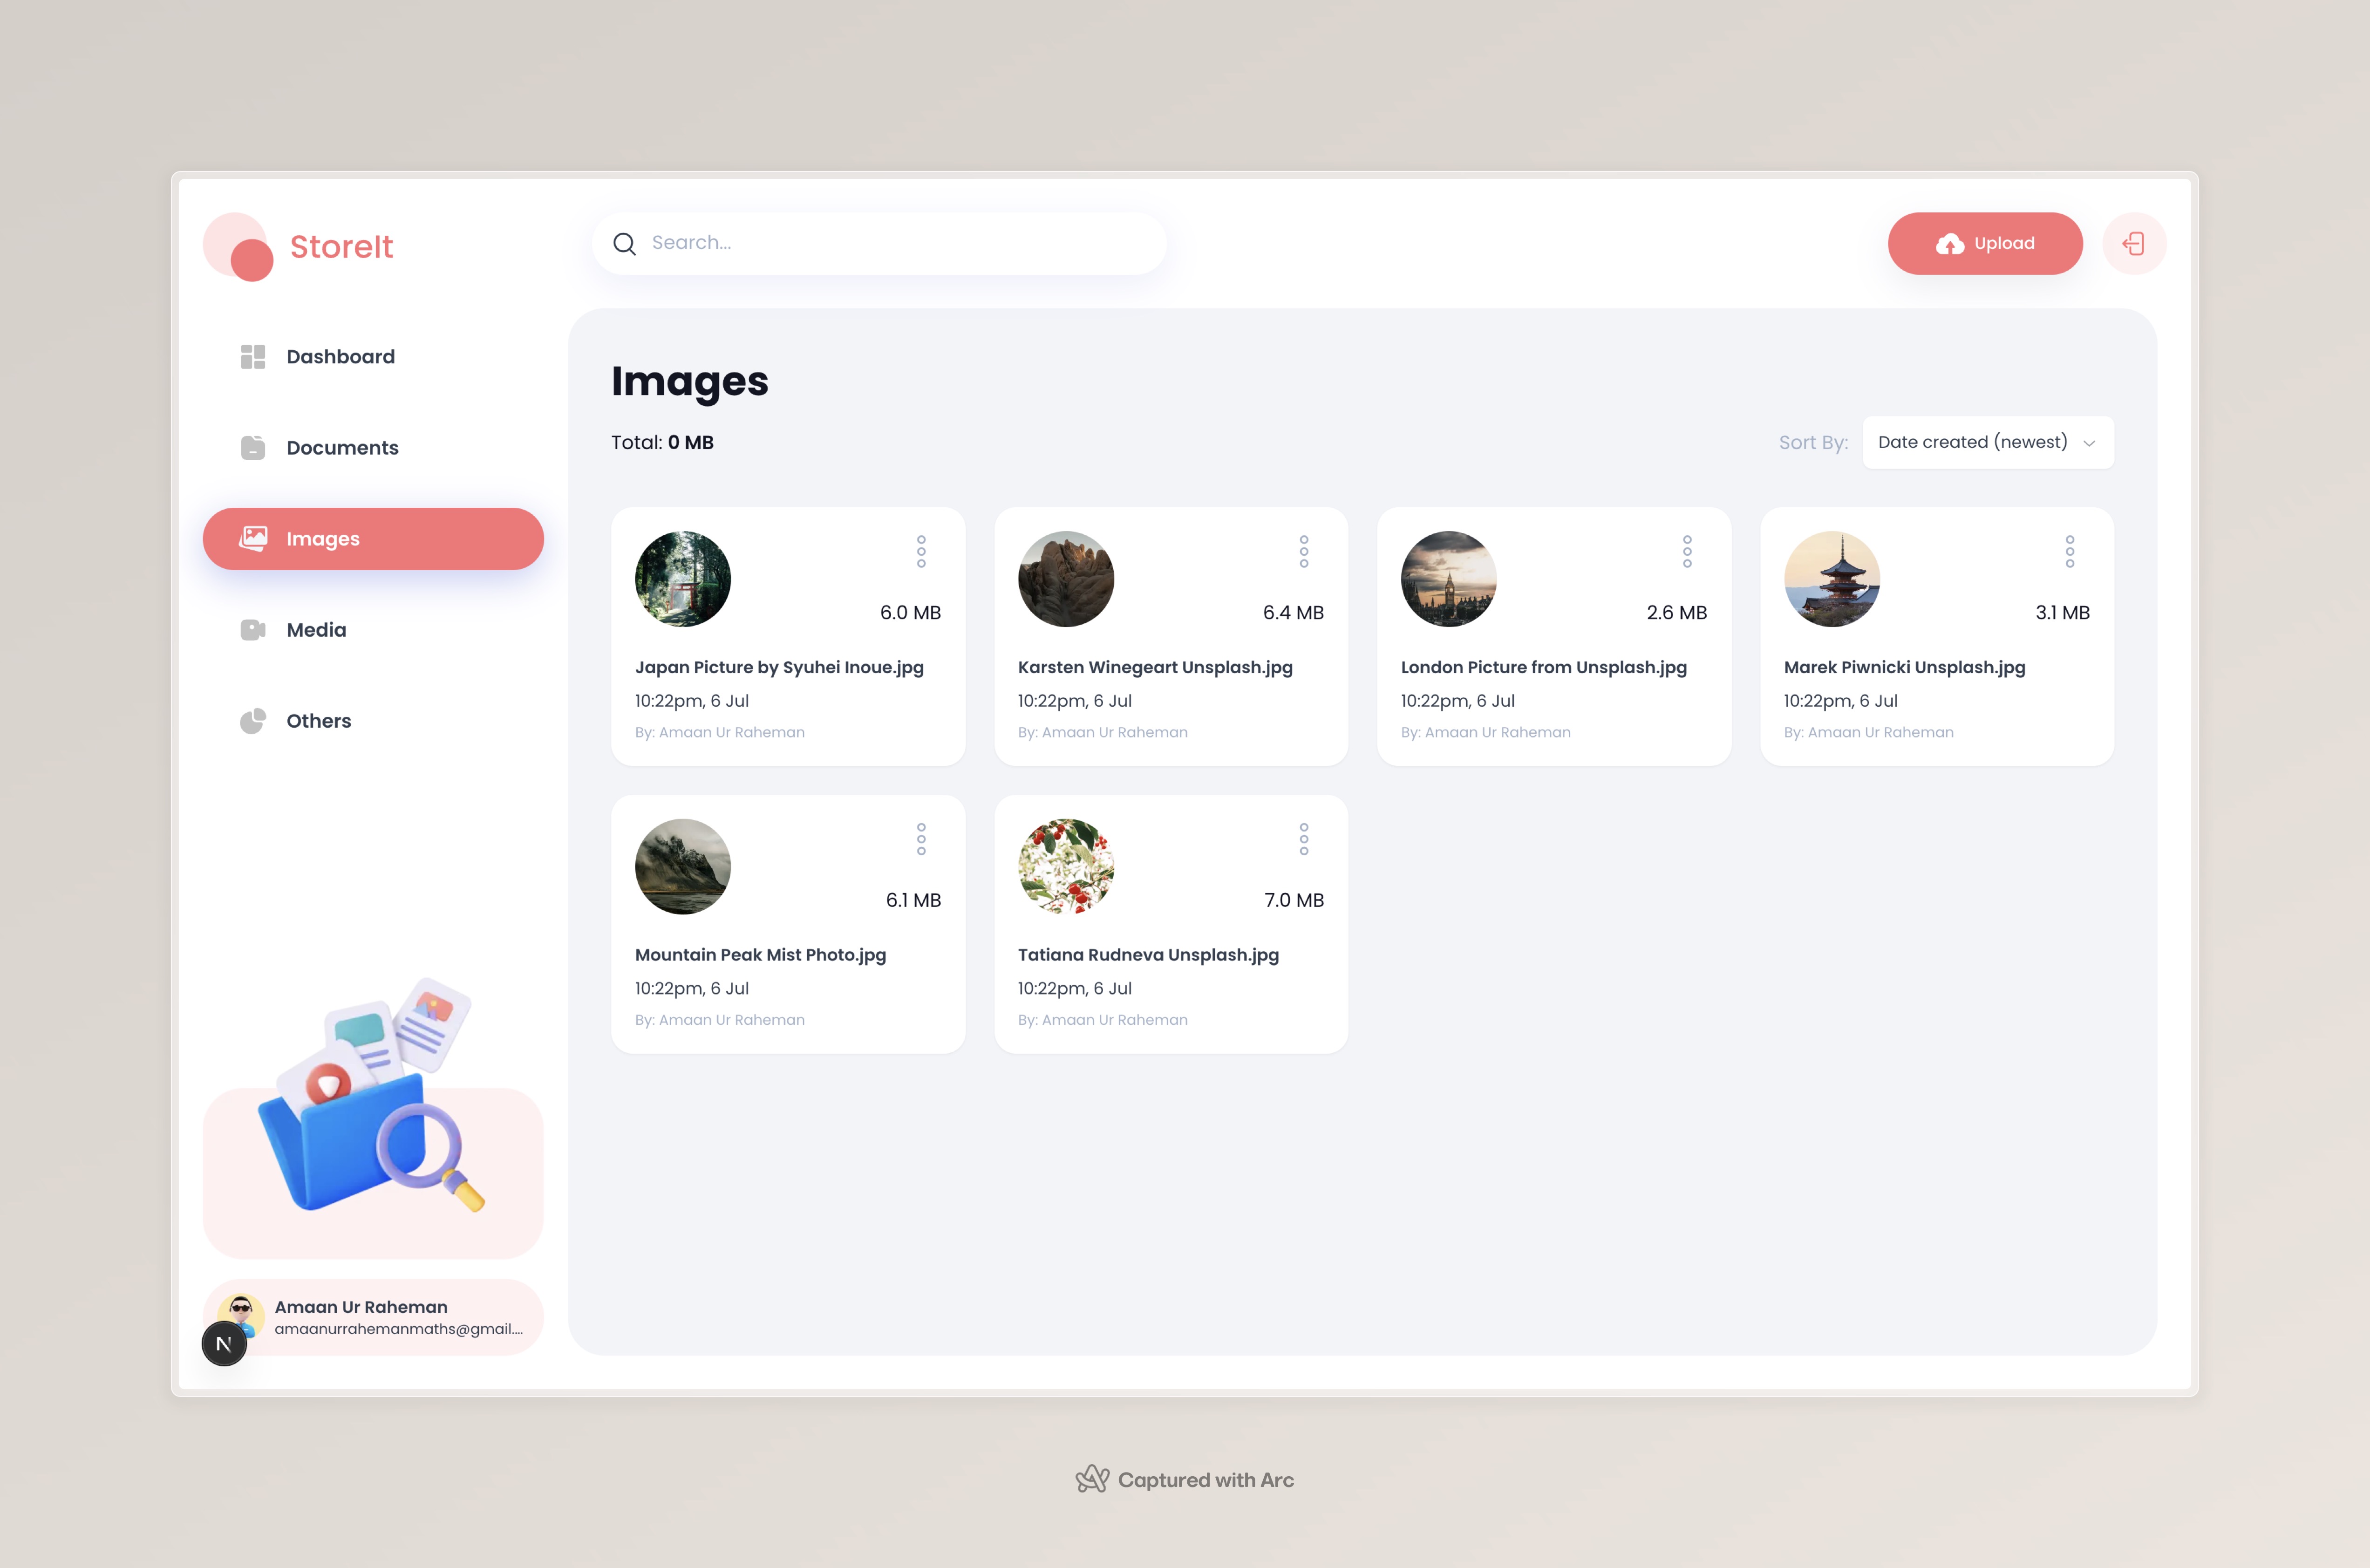 StoreIt
Search...
Upload
Dashboard
Documents
Images
Media
Others
Images
Total: 0 MB
Sort By: Date created (newest)
6.0 MB
Japan Picture by Syuhei Inoue.jpg
10:22pm, 6 Jul
By: Amaan Ur Raheman
6.4 MB
Karsten Winegeart Unsplash.jpg
10:22pm, 6 Jul
By: Amaan Ur Raheman
2.6 MB
London Picture from Unsplash.jpg
10:22pm, 6 Jul
By: Amaan Ur Raheman
3.1 MB
Marek Piwnicki Unsplash.jpg
10:22pm, 6 Jul
By: Amaan Ur Raheman
6.1 MB
Mountain Peak Mist Photo.jpg
10:22pm, 6 Jul
By: Amaan Ur Raheman
7.0 MB
Tatiana Rudneva Unsplash.jpg
10:22pm, 6 Jul
By: Amaan Ur Raheman
Amaan Ur Raheman
amaanurrahemanmaths@gmail....
N
Captured with Arc